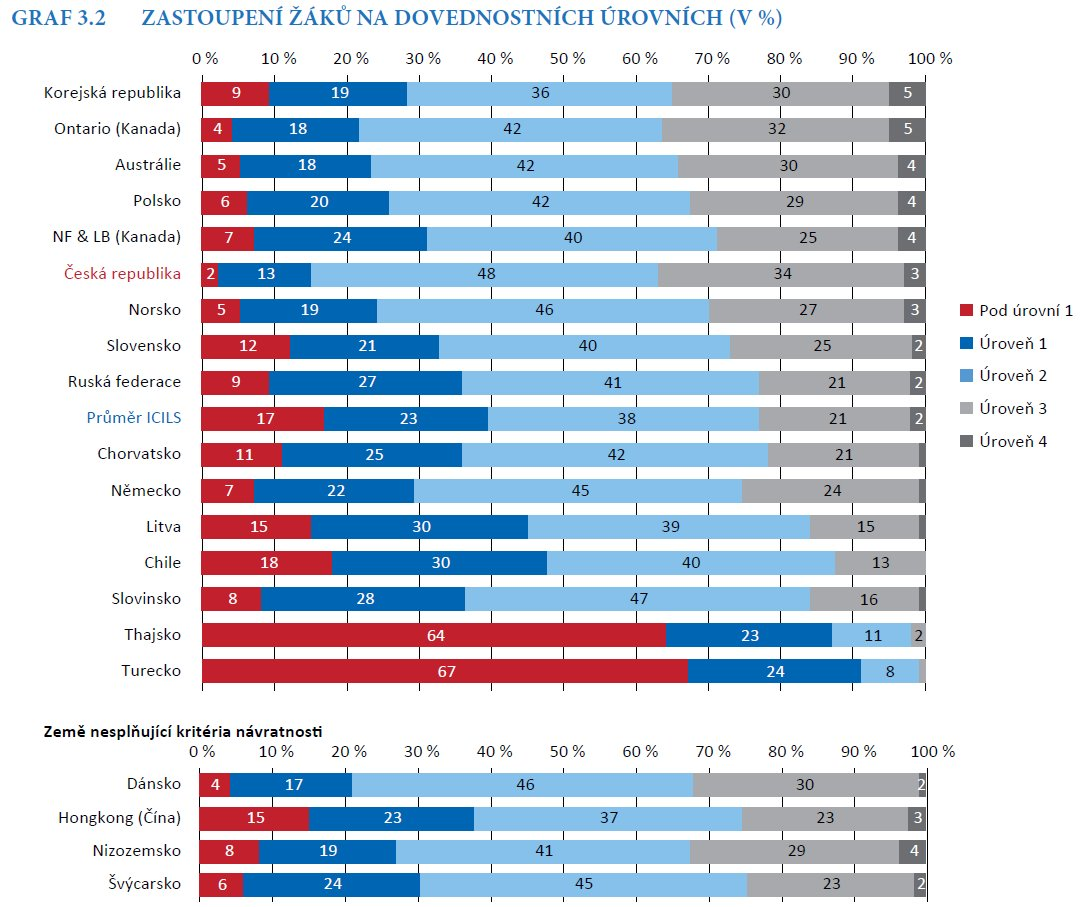 GRAF 3.2 ZASTOUPENÍ ŽÁKŮ NA DOVEDNOSTNÍCH ÚROVNÍCH (V %)
0 % 10 % 20 % 30 % 40 % 50 % 60 % 70 % 80 % 90 % 100 %
Korejská republika 9 19 36 30 5
Ontario (Kanada) 4 18 42 32 5
Austrálie 5 18 42 30 4
Polsko 6 20 42 29 4
NF & LB (Kanada) 7 24 40 25 4
Česká republika 2 13 48 34 3
Norsko 5 19 46 27 3
Slovensko 12 21 40 25 2
Ruská federace 9 27 41 21 2
Průměr ICILS 17 23 38 21 2
Chorvatsko 11 25 42 21
Německo 7 22 45 24
Litva 15 30 39 15
Chile 18 30 40 13
Slovinsko 8 28 47 16
Thajsko 64 23 11 2
Turecko 67 24 8
Pod úrovní 1
Úroveň 1
Úroveň 2
Úroveň 3
Úroveň 4
Země nesplňující kritéria návratnosti
0 % 10 % 20 % 30 % 40 % 50 % 60 % 70 % 80 % 90 % 100 %
Dánsko 4 17 46 30 2
Hongkong (Čína) 15 23 37 23 3
Nizozemsko 8 19 41 29 4
Švýcarsko 6 24 45 23 2